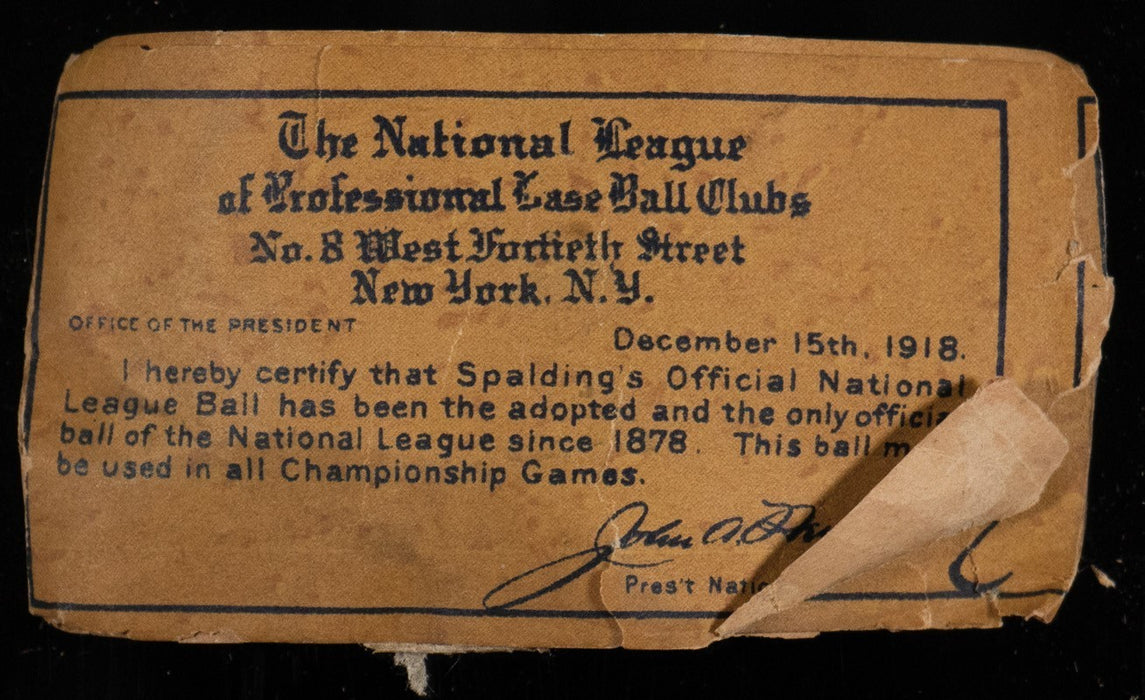 The National League
of Professional Base Ball Clubs
No. 8 West Fortieth Street
New York, N.Y.
OFFICE OF THE PRESIDENT
December 15th, 1918.
I hereby certify that Spalding's Official National
League Ball has been the adopted and the only
ball of the National League since 1878. This ball
be used in all Championship Games.
John A.
Pres't